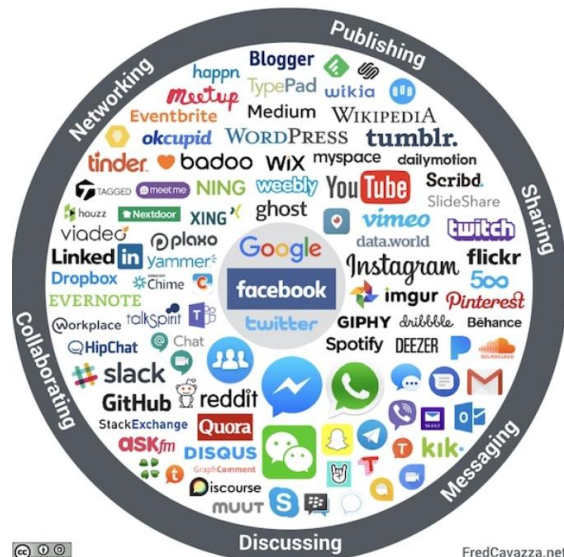 Publishing
Networking
Sharing
Collaborating
Messaging
Discussing
Blogger
happn
TypePad
wikia
meetup
Medium
WIKIPEDIA
Eventbrite
okcupid
WORDPRESS
tumblr.
tinder
badoo
WiX
myspace
dailymotion
TAGGED
meetme
NING
weebly
YouTube
Scribd.
SlideShare
houzz
Nextdoor
XING
ghost
vimeo
twitch
viadeo
plaxo
Google
data.world
Linked in
yammer
Instagram
flickr
Dropbox
Chime
facebook
imgur
500
Pinterest
EVERNOTE
Workplace
talkSpirit
twitter
GIPHY
dribbble
Bēhance
HipChat
Chat
Spotify
DEEZER
SOUNDCLOUD
slack
GitHub
reddit
StackExchange
Quora
askfm
DISQUS
kik
GraphComment
Discourse
MUUT
FredCavazza.net